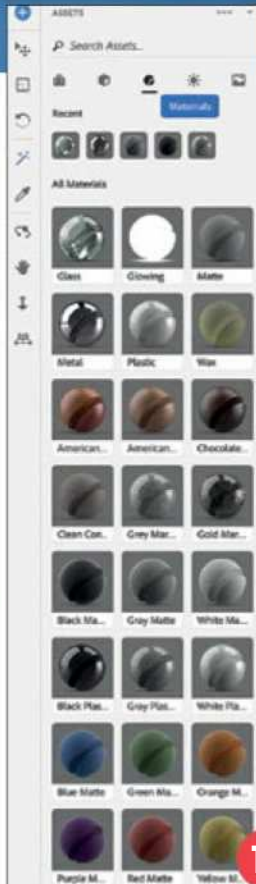 ASSETS
Search Assets...
Recent
Materials
All Materials
Glass Glowing Matte
Metal Plastic Wax
American... American... Chocolate...
Clean Con... Grey Mar... Gold Mar...
Black Ma... Gray Matte White Ma...
Black Plas... Gray Plas... White Pla...
Blue Matte Green Ma... Orange M...
Purple M... Red Matte Yellow M...